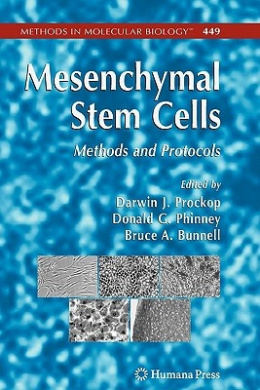 METHODS IN MOLECULAR BIOLOGY™ 449
Mesenchymal
Stem Cells
Methods and Protocols
Edited by
Darwin J. Prockop
Donald G. Phinney
Bruce A. Bunnell
Humana Press